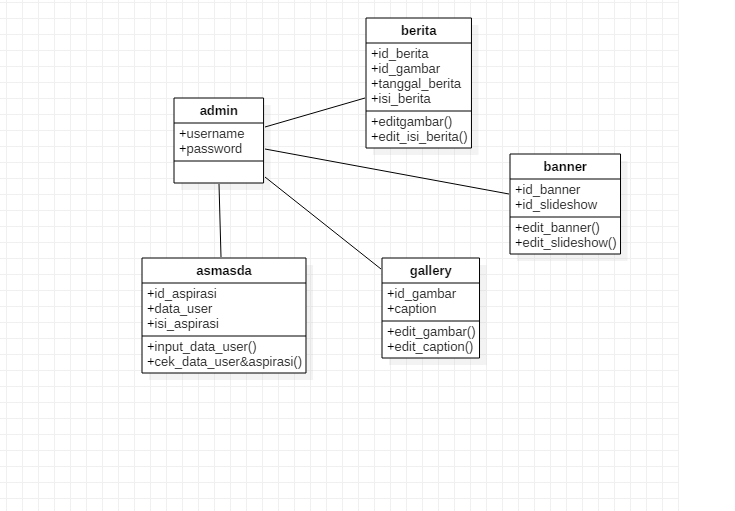 berita
+id_berita
+id_gambar
+tanggal_berita
+isi_berita
+editgambar()
+edit_isi_berita()
admin
+username
+password
banner
+id_banner
+id_slideshow
+edit_banner()
+edit_slideshow()
asmasda
+id_aspirasi
+data_user
+isi_aspirasi
+input_data_user()
+cek_data_user&aspirasi()
gallery
+id_gambar
+caption
+edit_gambar()
+edit_caption()